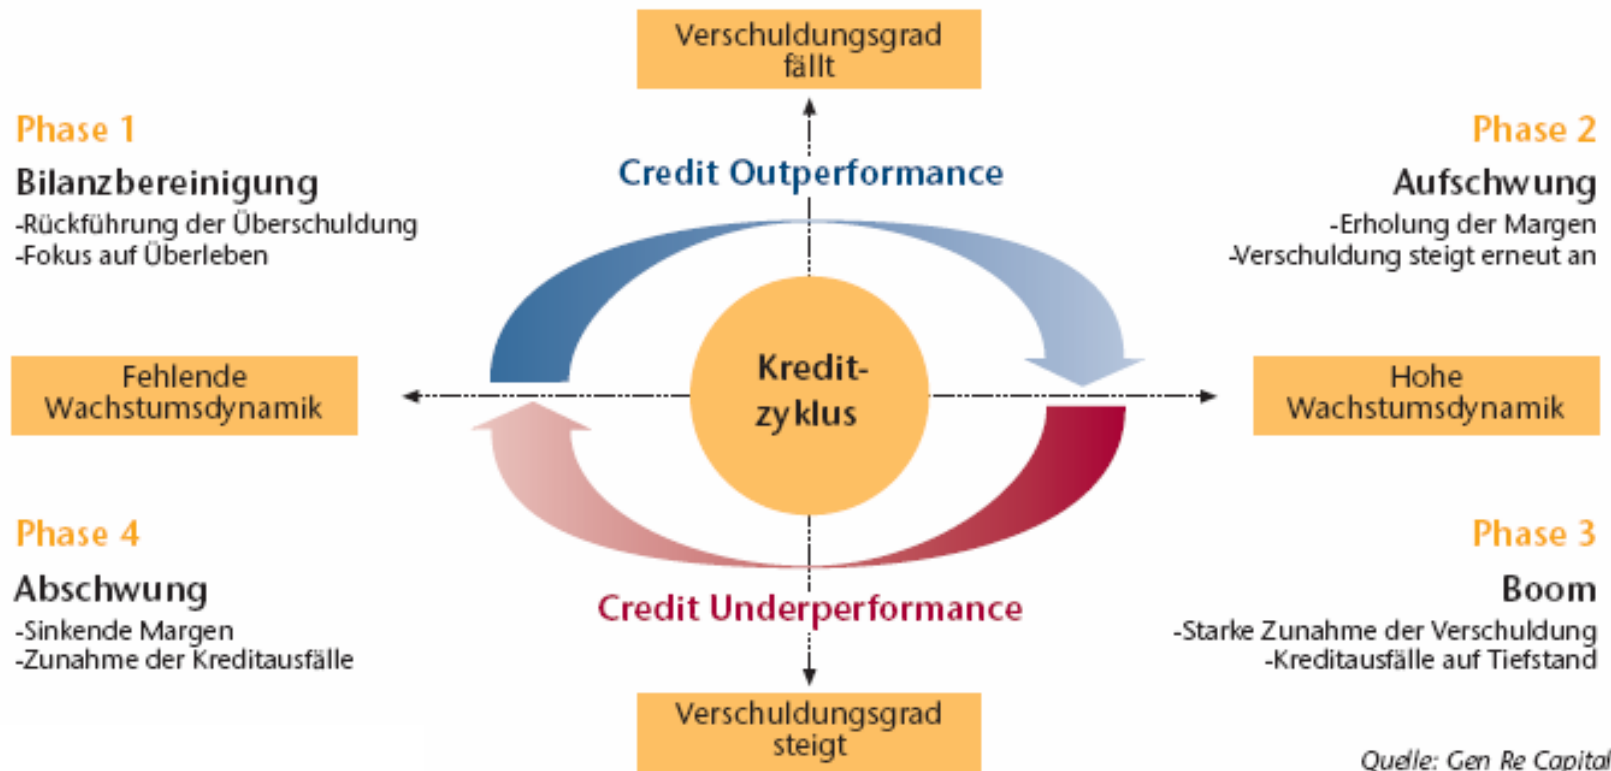 Verschuldungsgrad
fällt
Phase 1
Bilanzbereinigung
-Rückführung der Überschuldung
-Fokus auf Überleben
Credit Outperformance
Phase 2
Aufschwung
-Erholung der Margen
-Verschuldung steigt erneut an
Fehlende
Wachstumsdynamik
Kredit-
zyklus
Hohe
Wachstumsdynamik
Phase 4
Abschwung
-Sinkende Margen
-Zunahme der Kreditausfälle
Credit Underperformance
Phase 3
Boom
-Starke Zunahme der Verschuldung
-Kreditausfälle auf Tiefstand
Verschuldungsgrad
steigt
Quelle: Gen Re Capital